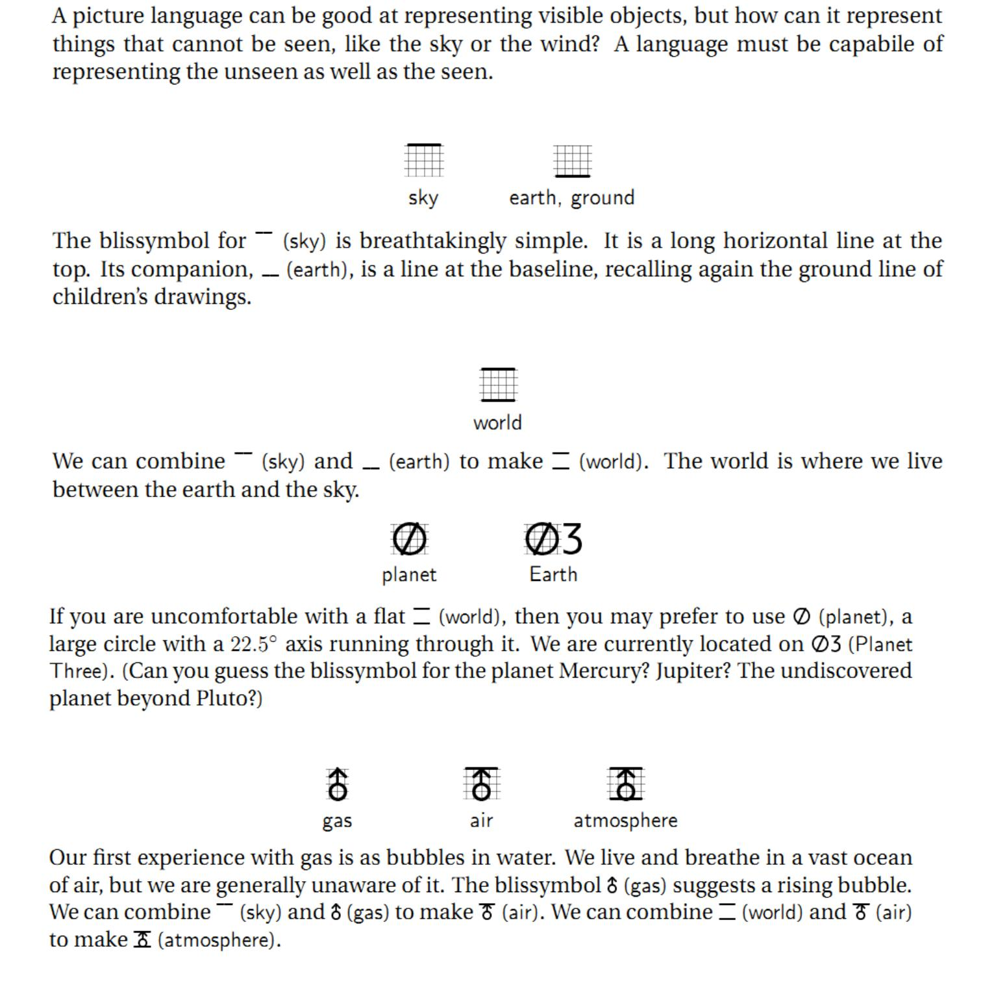 A picture language can be good at representing visible objects, but how can it represent
things that cannot be seen, like the sky or the wind? A language must be capabile of
representing the unseen as well as the seen.
sky earth, ground
The blissymbol for (sky) is breathtakingly simple. It is a long horizontal line at the
top. Its companion, (earth), is a line at the baseline, recalling again the ground line of
children's drawings.
world
We can combine (sky) and (earth) to make (world). The world is where we live
between the earth and the sky.
3
planet Earth
If you are uncomfortable with a flat (world), then you may prefer to use (planet), a
large circle with a 22.5° axis running through it. We are currently located on 3 (Planet
Three). (Can you guess the blissymbol for the planet Mercury? Jupiter? The undiscovered
planet beyond Pluto?)
gas air atmosphere
Our first experience with gas is as bubbles in water. We live and breathe in a vast ocean
of air, but we are generally unaware of it. The blissymbol (gas) suggests a rising bubble.
We can combine (sky) and (gas) to make (air). We can combine (world) and (air)
to make (atmosphere).